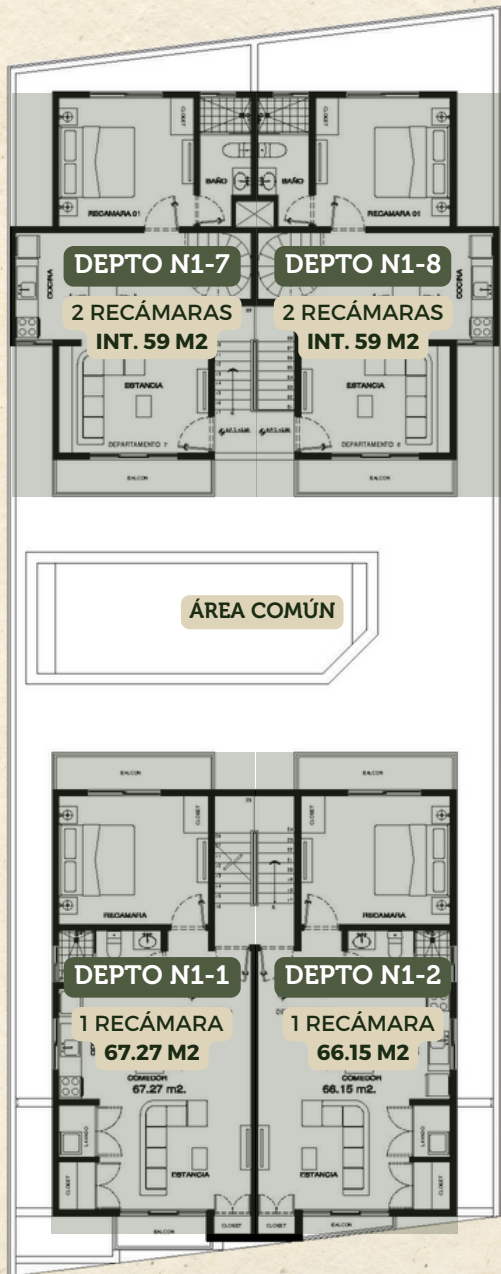 CLOSET
BAÑO
BAÑO
CLOSET
RECAMARA 01
RECAMARA 01
DEPTO N1-7
DEPTO N1-8
COCINA
COCINA
2 RECÁMARAS
INT. 59 M2
2 RECÁMARAS
INT. 59 M2
ESTANCIA
ESTANCIA
DEPARTAMENTO 7
DEPARTAMENTO 8
BALCON
BALCON
ÁREA COMÚN
BALCON
BALCON
CLOSET
CLOSET
RECAMARA
RECAMARA
DEPTO N1-1
DEPTO N1-2
1 RECÁMARA
67.27 M2
1 RECÁMARA
66.15 M2
COMEDOR
67.27 m2.
COMEDOR
66.15 m2.
LAVADO
LAVADO
ESTANCIA
ESTANCIA
CLOSET
CLOSET
CLOSET
CLOSET
BALCON
BALCON